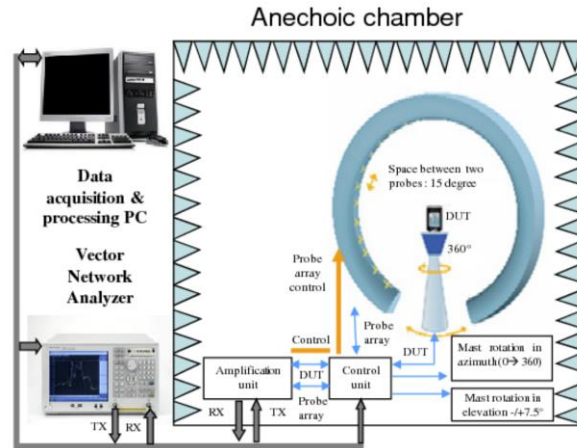 Anechoic chamber
Data
acquisition &
processing PC
Vector
Network
Analyzer
TX
RX
Space between two
probes : 15 degree
DUT
360°
Probe
array
control
Probe
array
Control
DUT
Amplification
unit
DUT
Probe
array
Control
unit
RX
TX
Mast rotation in
azimuth(0→ 360)
Mast rotation in
elevation -/+7.5°